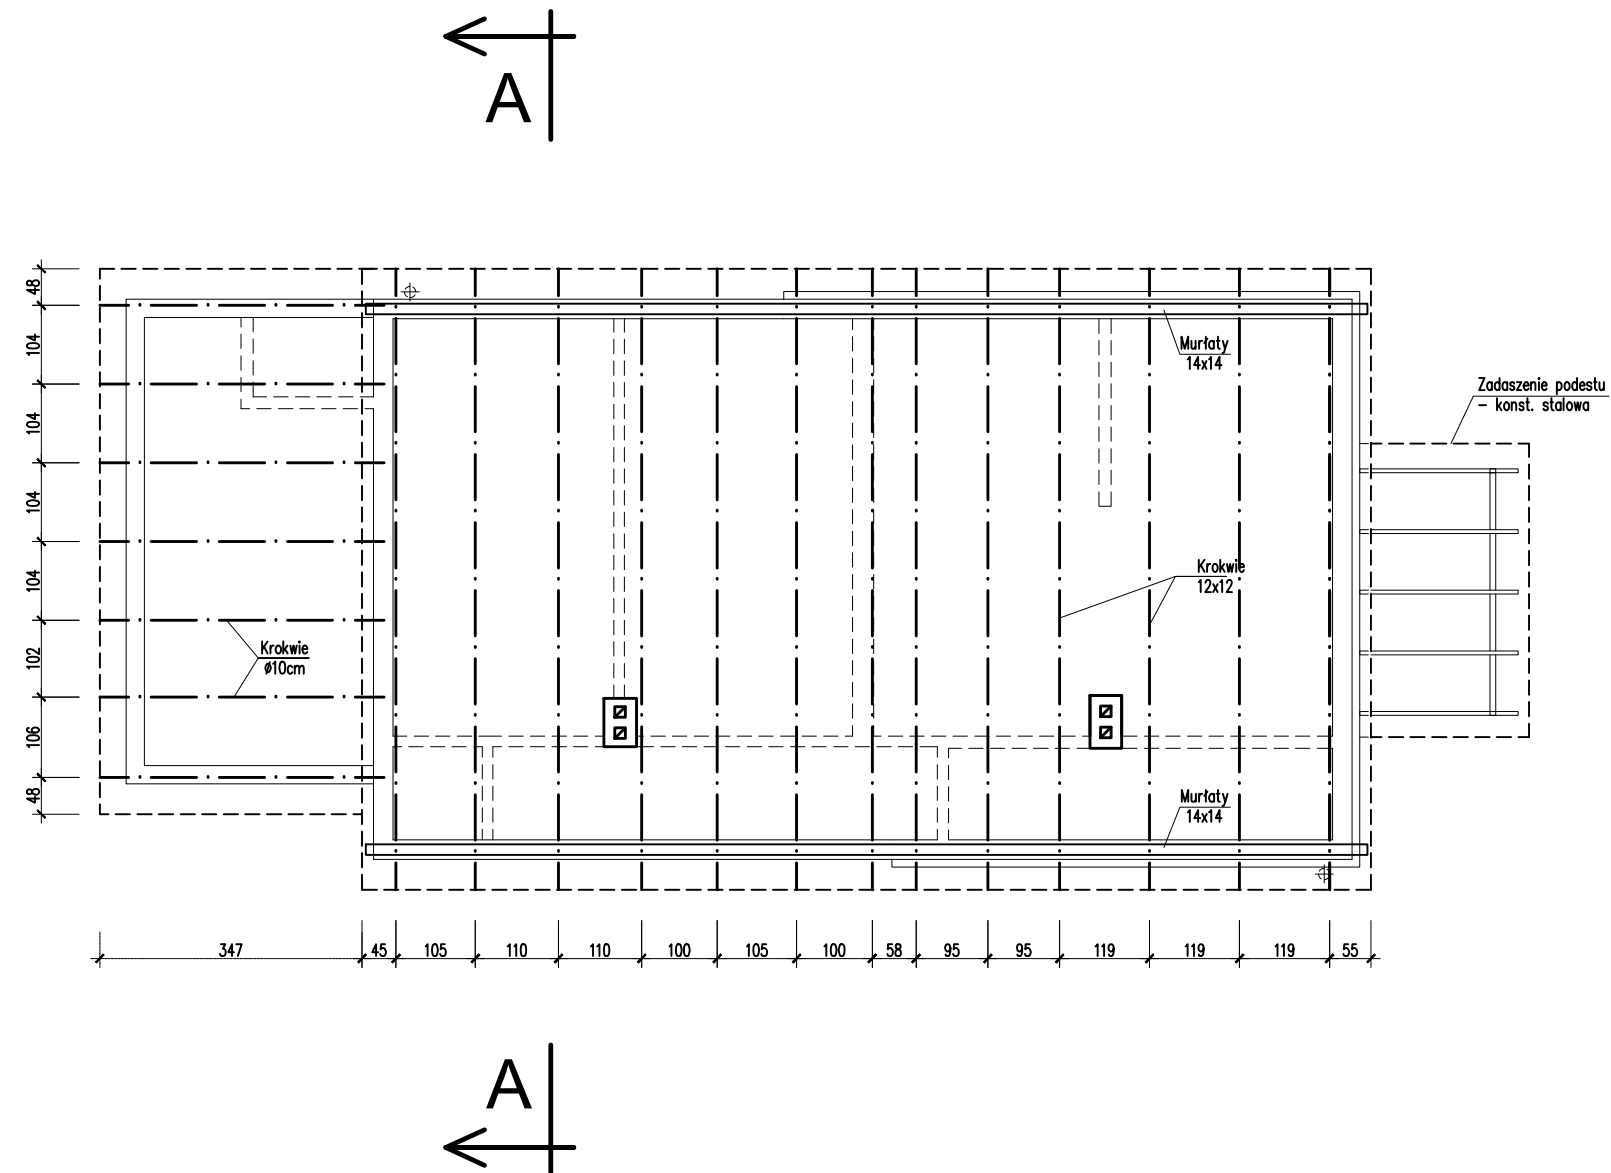 A
48
104
104
104
104
102
106
48
Murłaty
14x14
Zadaszenie podestu
– konst. stalowa
Krokwie
12x12
Krokwie
ø10cm
Murłaty
14x14
347
45
105
110
110
100
105
100
58
95
95
119
119
119
55
A